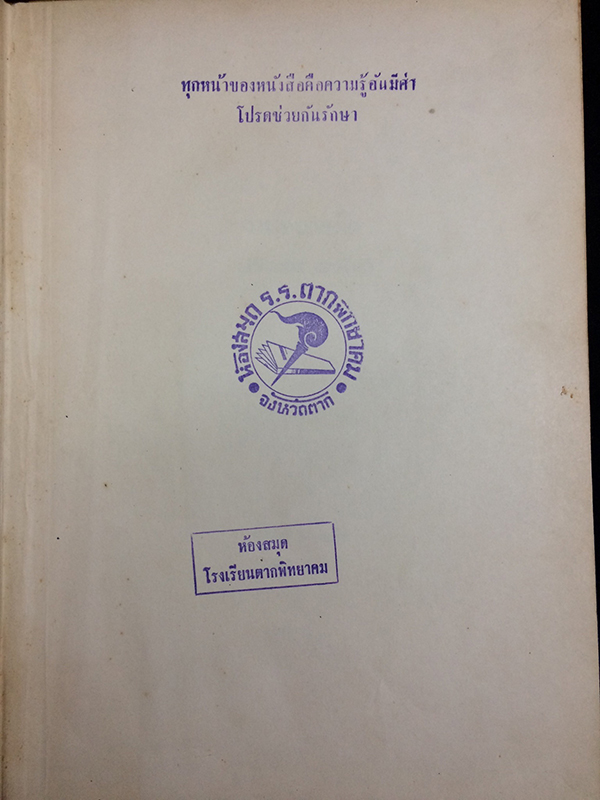 ทุกหน้าของหนังสือคือความรู้อันมีค่า
โปรดช่วยกันรักษา
ห้องสมุด ร.ร.ตากพิทยาคม
จังหวัดตาก
ห้องสมุด
โรงเรียนตากพิทยาคม